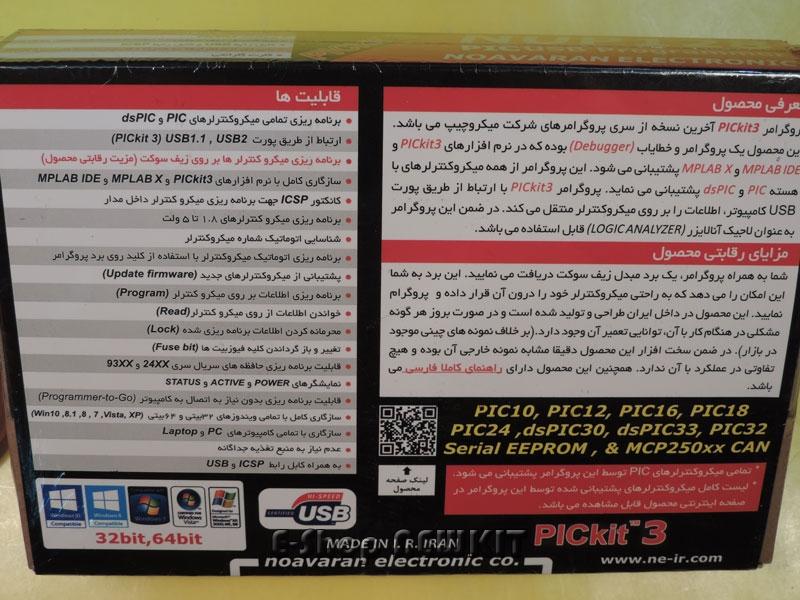 NOAVARAN ELECTRONIC
معرفی محصول
پروگرامر PICkit3 آخرین نسخه از سری پروگرامرهای شرکت میکروچیپ می باشد.
این محصول یک پروگرامر و خطایاب (Debugger) بوده که در نرم افزارهای PICkit3 و
MPLAB IDE و MPLAB X پشتیبانی می شود. این پروگرامر از همه میکروکنترلرهای با
هسته PIC و dsPIC پشتیبانی می نماید. پروگرامر PICkit3 با ارتباط از طریق پورت
USB کامپیوتر، اطلاعات را بر روی میکروکنترلر منتقل می کند. در ضمن این پروگرامر
به عنوان لاجیک آنالایزر (LOGIC ANALYZER) قابل استفاده می باشد.
مزایای رقابتی محصول
شما به همراه پروگرامر، یک برد مبدل زیف سوکت دریافت می نمایید. این برد به شما
این امکان را می دهد که به راحتی میکروکنترلر خود را درون آن قرار داده و پروگرام
نمایید. این محصول در داخل ایران طراحی و تولید شده است و در صورت بروز هر گونه
مشکلی در هنگام کار با آن، توانایی تعمیر آن وجود دارد.(بر خلاف نمونه های چینی موجود
در بازار). در ضمن سخت افزار این محصول دقیقا مشابه نمونه خارجی آن بوده و هیچ
تفاوتی در عملکرد با آن ندارد. همچنین این محصول دارای راهنمای کاملا فارسی می
باشد.
PIC10, PIC12, PIC16, PIC18
PIC24 ,dsPIC30, dsPIC33, PIC32
Serial EEPROM , & MCP250xx CAN
لینک صفحه
محصول
* تمامی میکروکنترلرهای PIC توسط این پروگرامر پشتیبانی می شود.
* لیست کامل میکروکنترلرهای پشتیبانی شده توسط این پروگرامر در
صفحه اینترنتی محصول قابل مشاهده می باشد.
PICkit™ 3
www.ne-ir.com
قابلیت ها
برنامه ریزی تمامی میکروکنترلرهای PIC و dsPIC
ارتباط از طریق پورت USB1.1 , USB2 (PICkit 3)
برنامه ریزی میکرو کنترلر ها بر روی زیف سوکت (مزیت رقابتی محصول)
سازگاری کامل با نرم افزارهای PICkit3 و MPLAB X و MPLAB IDE
کانکتور ICSP جهت برنامه ریزی میکرو کنترلر داخل مدار
برنامه ریزی میکرو کنترلرهای ۱.۸ تا ۵ ولت
شناسایی اتوماتیک شماره میکروکنترلر
برنامه ریزی اتوماتیک میکروکنترلر با استفاده از کلید روی برد پروگرامر
پشتیبانی از میکروکنترلرهای جدید (Update firmware)
برنامه ریزی اطلاعات بر روی میکرو کنترلر (Program)
خواندن اطلاعات از روی میکروکنترلر (Read)
محرمانه کردن اطلاعات برنامه ریزی شده (Lock)
تغییر و باز گرداندن کلیه فیوزبیت ها (Fuse bit)
قابلیت برنامه ریزی حافظه های سریال سری 24XX و 93XX
نمایشگرهای POWER و ACTIVE و STATUS
قابلیت برنامه ریزی بدون نیاز به اتصال به کامپیوتر (Programmer-to-Go)
سازگاری کامل با تمامی ویندوزهای ۳۲بیتی و ۶۴بیتی (Win10 ,8.1, 8 , 7 ,Vista, XP)
سازگاری کامل با تمامی کامپیوترهای PC و Laptop
عدم نیاز به منبع تغذیه جداگانه
به همراه کابل رابط ICSP و USB
32bit,64bit
HI-SPEED
CERTIFIED USB
MADE IN I.R. IRAN
noavaran electronic co.
E-Shop ECWKIT